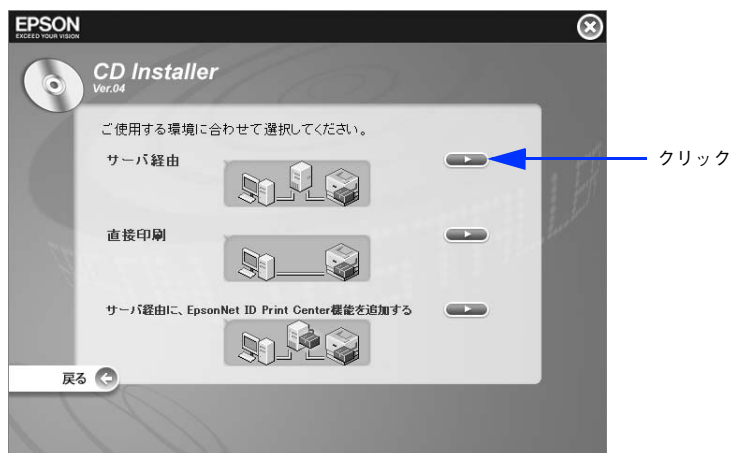 EPSON
EXCEED YOUR VISION
CD Installer
Ver.04
ご使用する環境に合わせて選択してください。
サーバ経由
クリック
直接印刷
サーバ経由に、EpsonNet ID Print Center機能を追加する
戻る